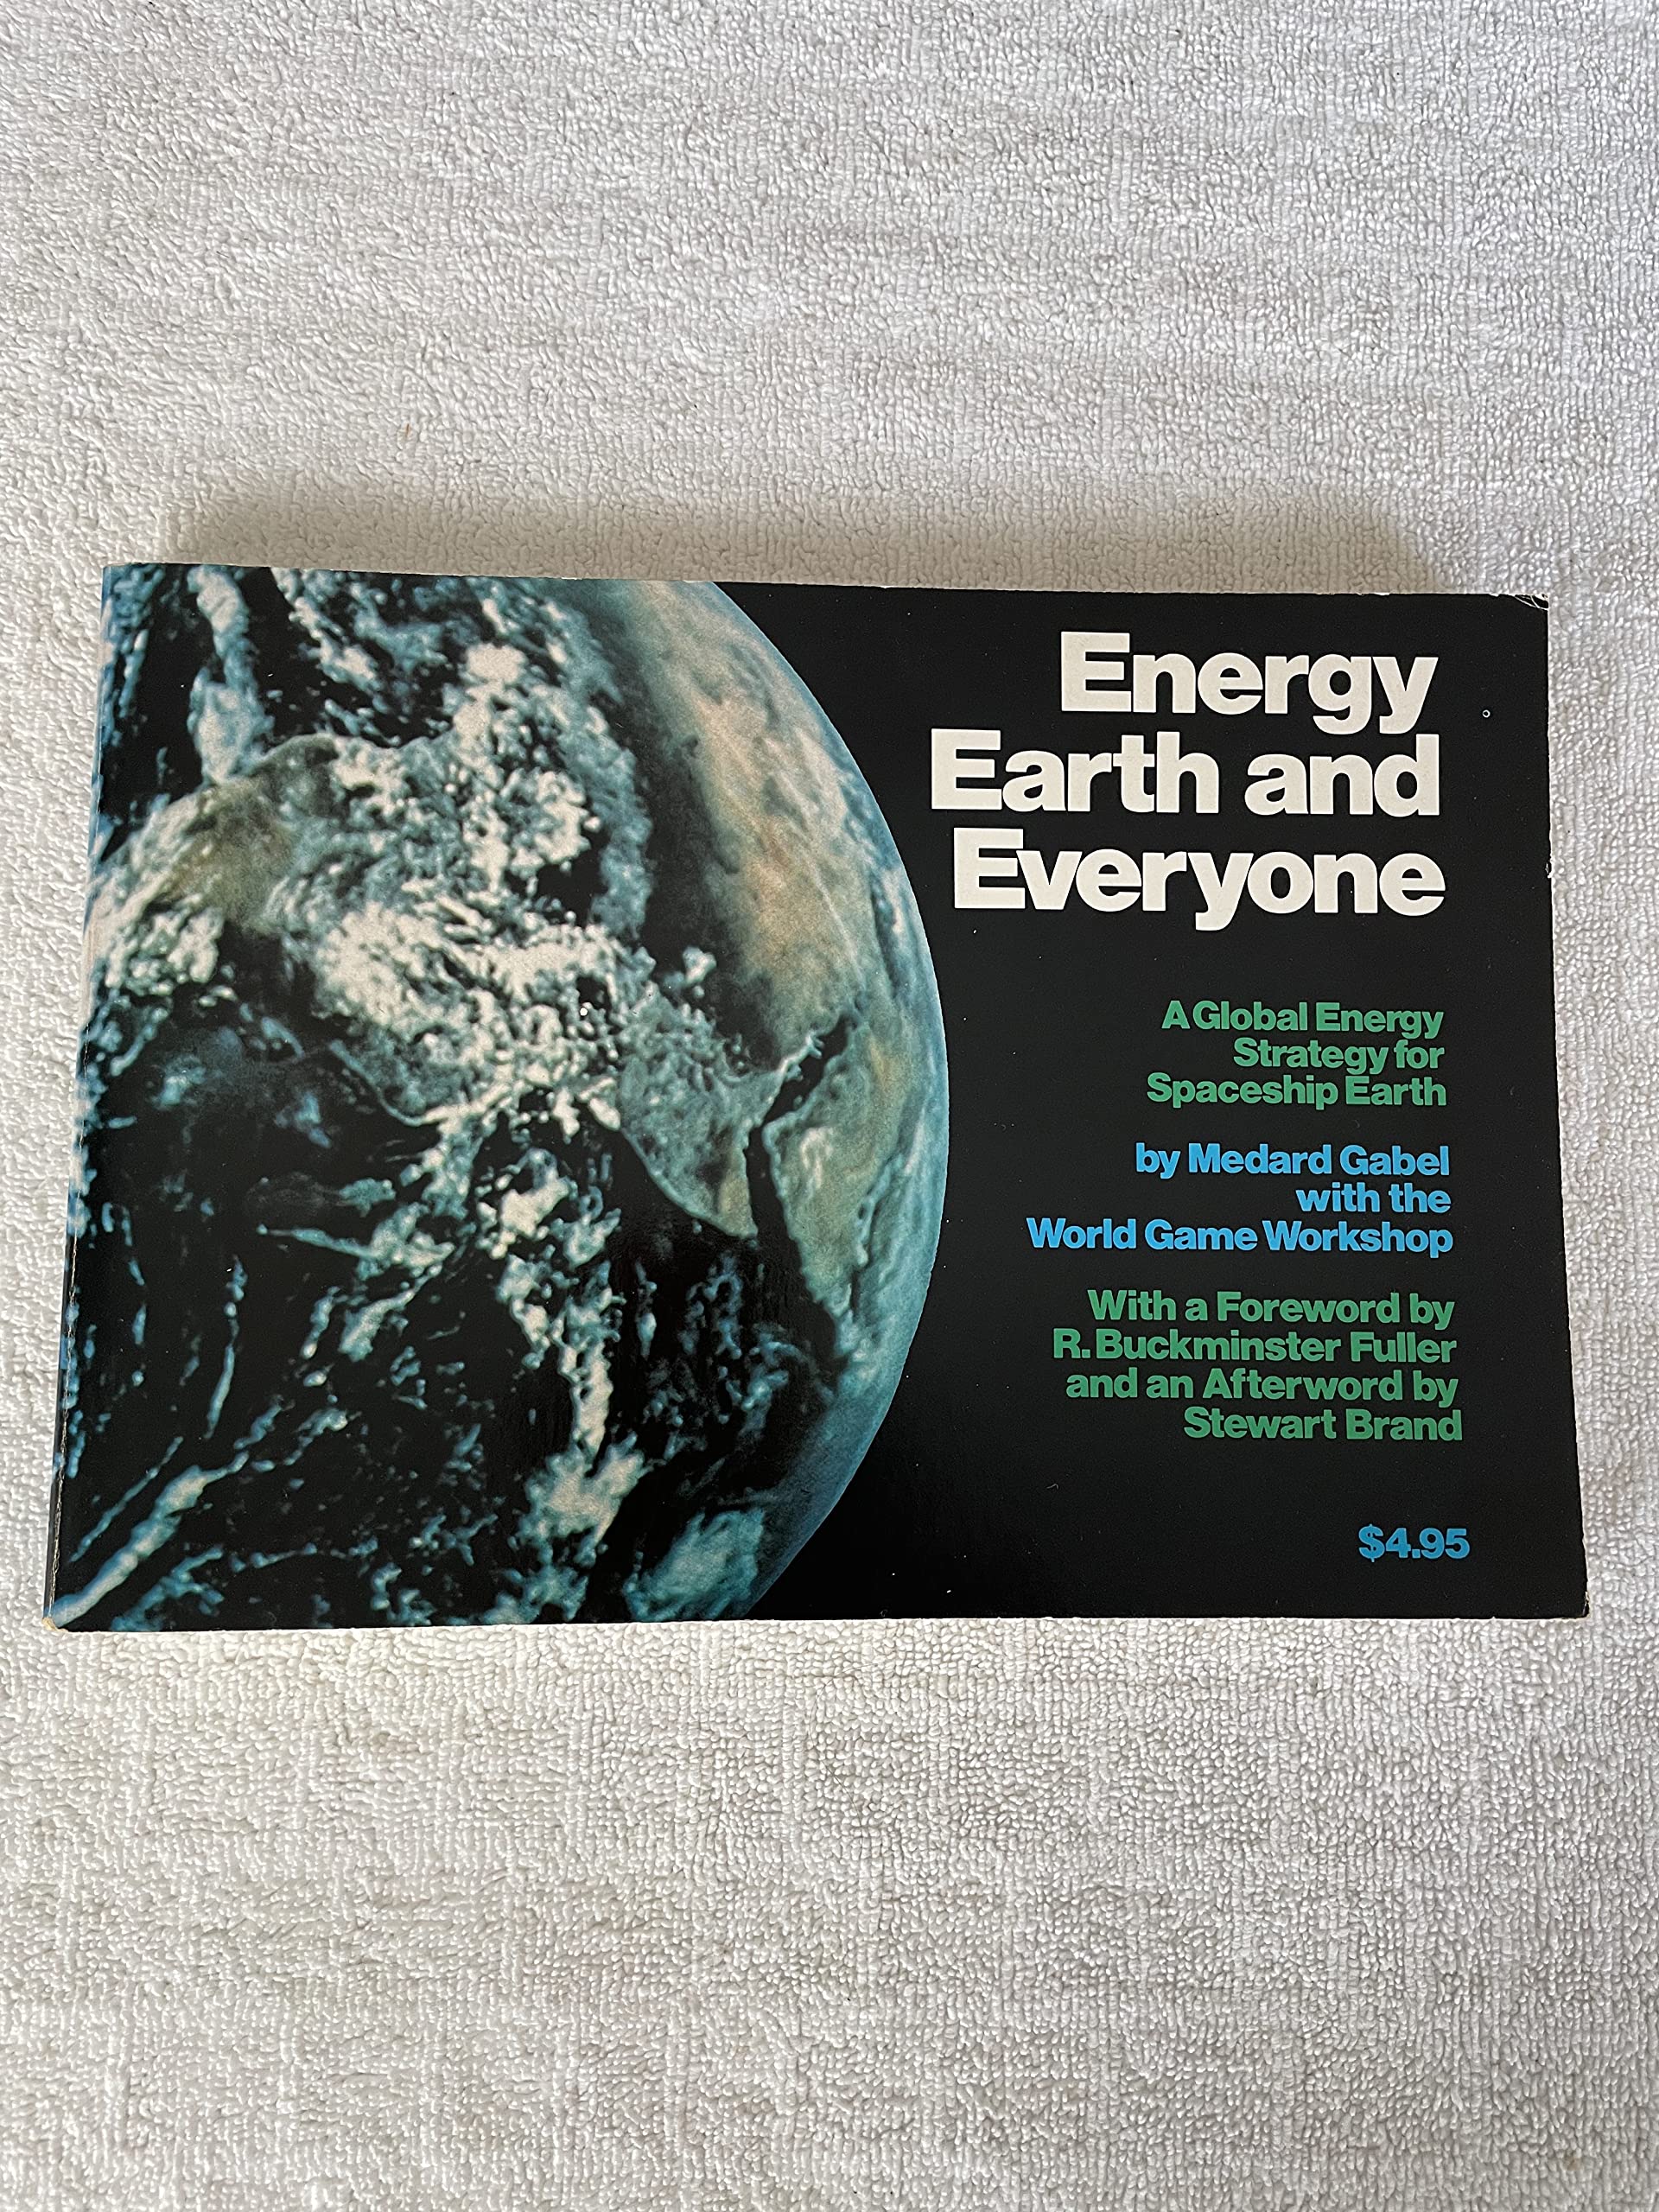 Energy
Earth and
Everyone
A Global Energy
Strategy for
Spaceship Earth
by Medard Gabel
with the
World Game Workshop
With a Foreword by
R. Buckminster Fuller
and an Afterword by
Stewart Brand
$4.95